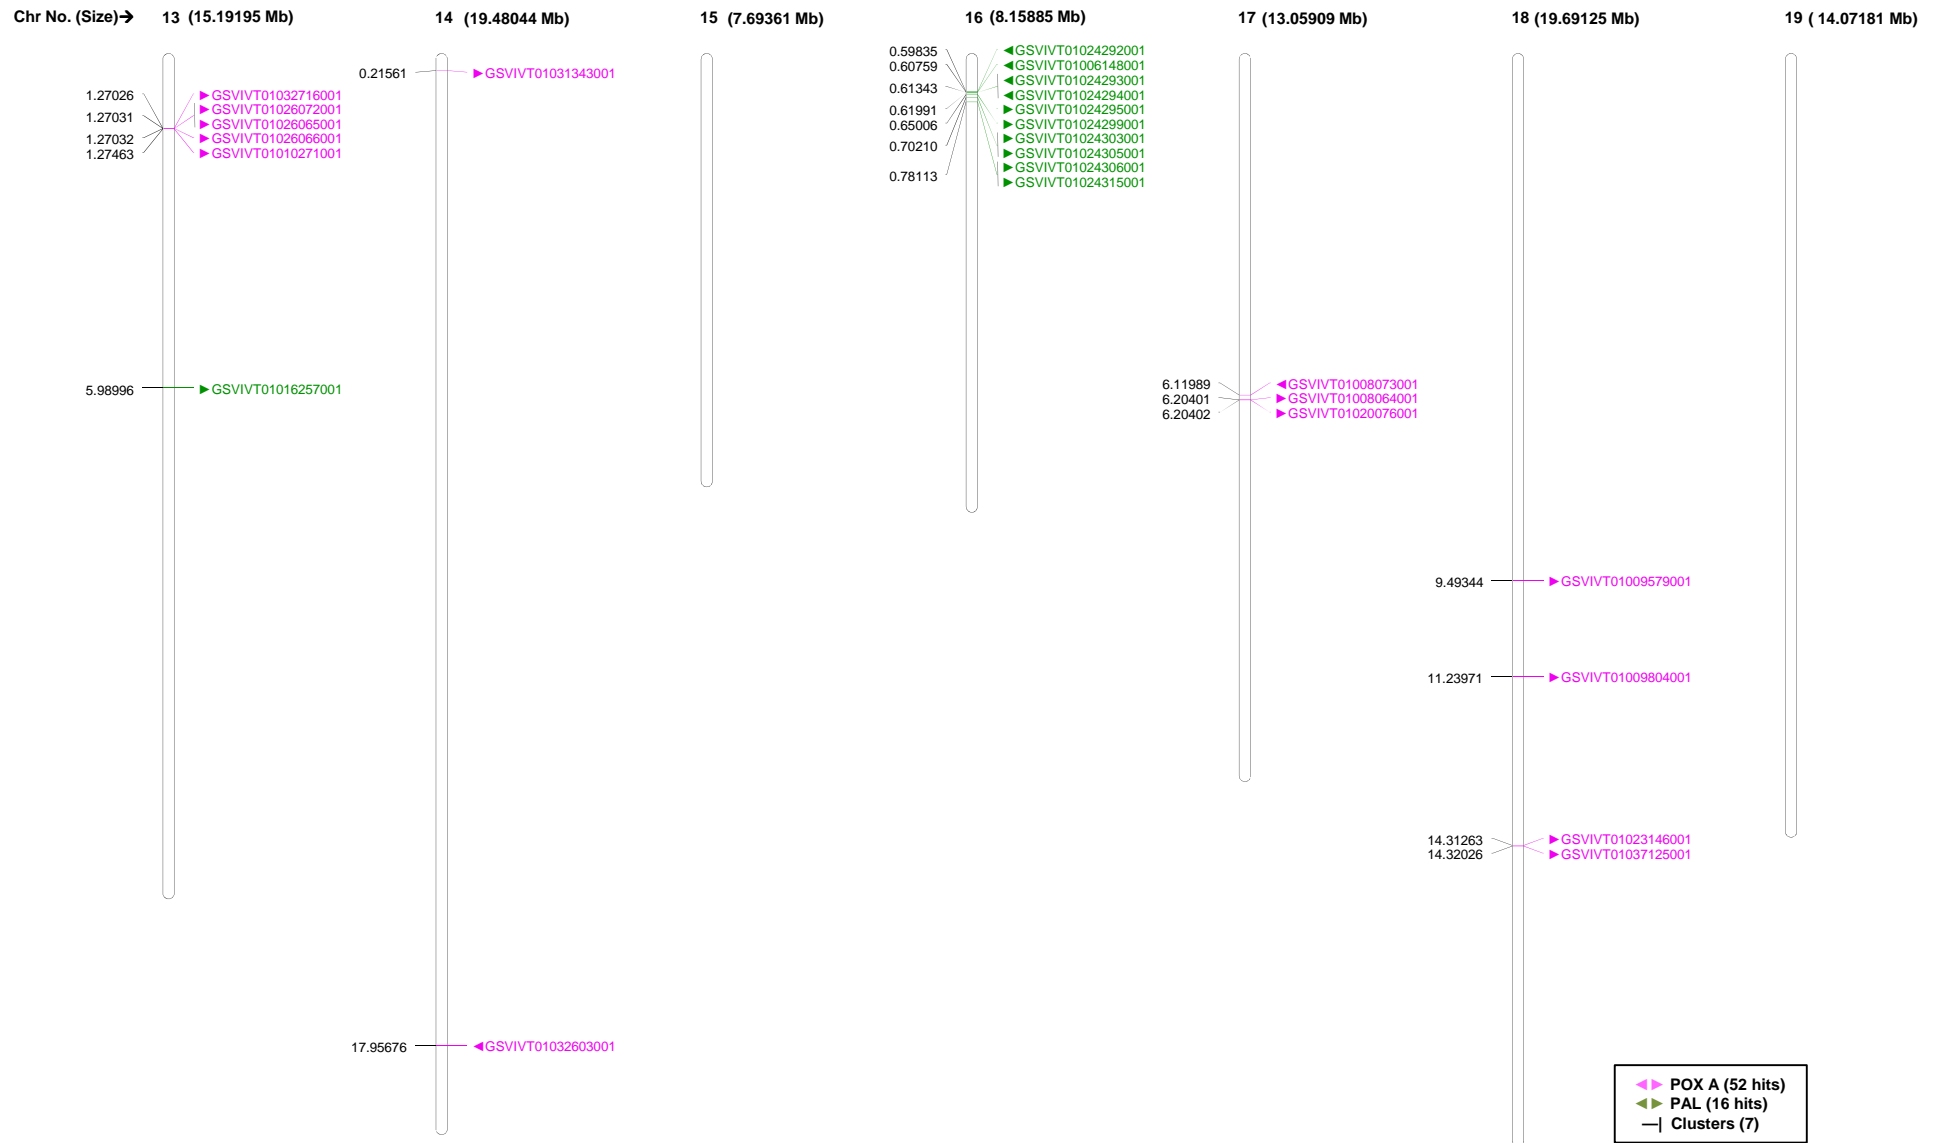 Chr No. (Size)→ 13 (15.19195 Mb) 14 (19.48044 Mb) 15 (7.69361 Mb) 16 (8.15885 Mb) 17 (13.05909 Mb) 18 (19.69125 Mb) 19 ( 14.07181 Mb)
1.27026
1.27031
1.27032
1.27463
►GSVIVT01032716001
►GSVIVT01026072001
►GSVIVT01026065001
►GSVIVT01026066001
►GSVIVT01010271001
5.98996 ►GSVIVT01016257001
0.21561 ►GSVIVT01031343001
17.95676 ◄GSVIVT01032603001
0.59835
0.60759
0.61343
0.61991
0.65006
0.70210
0.78113
◄GSVIVT01024292001
◄GSVIVT01006148001
◄GSVIVT01024293001
◄GSVIVT01024294001
►GSVIVT01024295001
►GSVIVT01024299001
►GSVIVT01024303001
►GSVIVT01024305001
►GSVIVT01024306001
►GSVIVT01024315001
6.11989 ◄GSVIVT01008073001
6.20401 ►GSVIVT01008064001
6.20402 ►GSVIVT01020076001
9.49344 ►GSVIVT01009579001
11.23971 ►GSVIVT01009804001
14.31263 ►GSVIVT01023146001
14.32026 ►GSVIVT01037125001
◄► POX A (52 hits)
◄► PAL (16 hits)
—| Clusters (7)